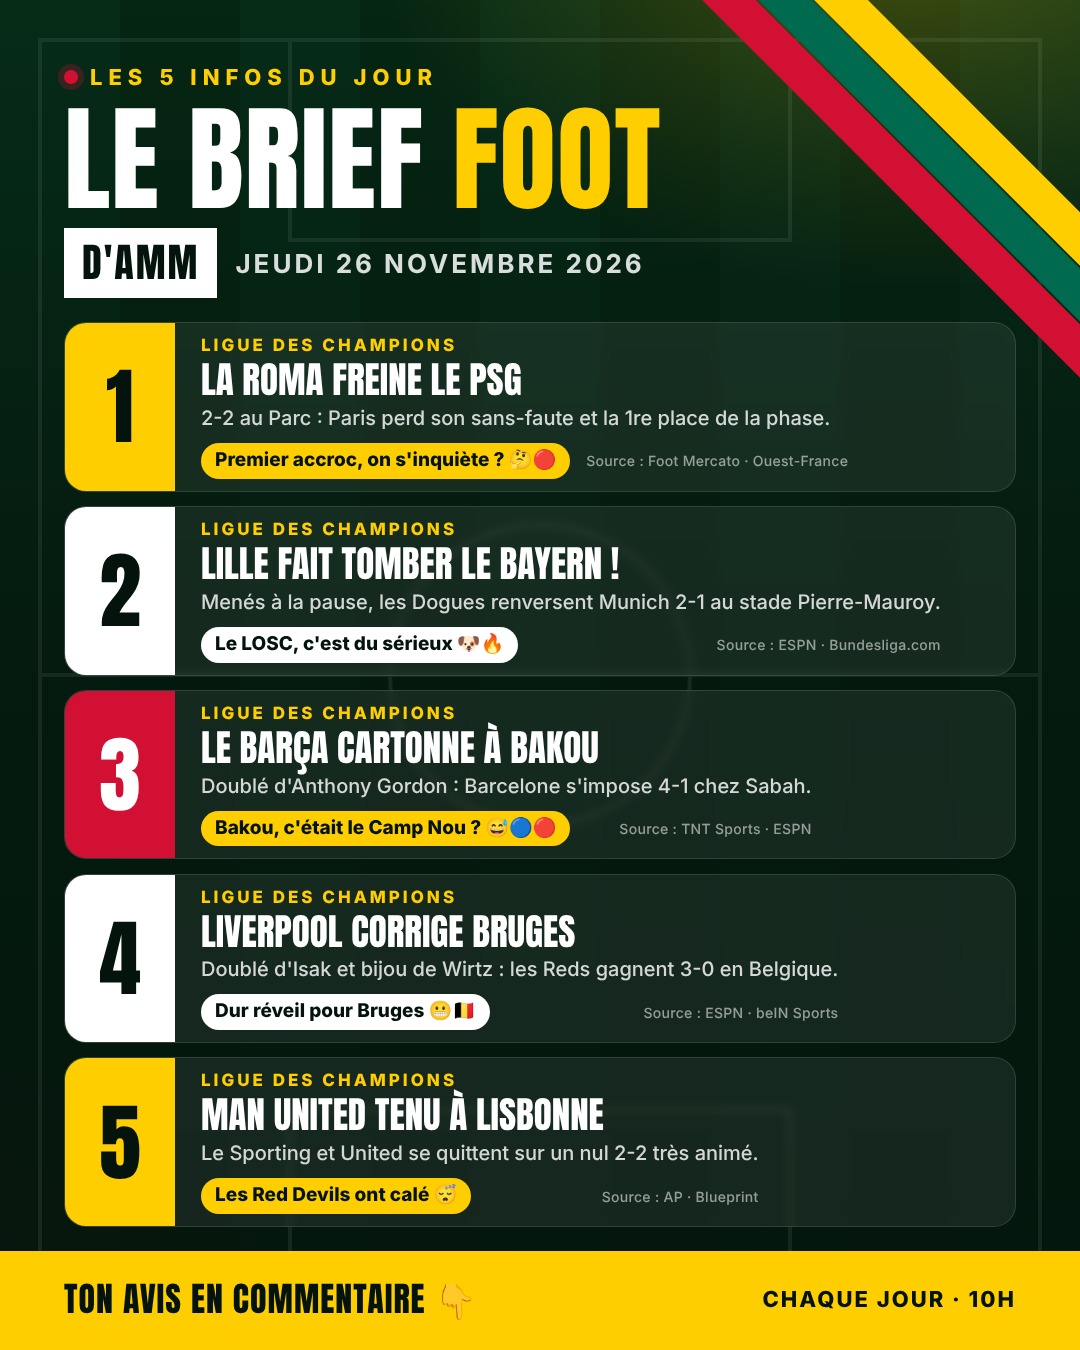 LES 5 INFOS DU JOUR
LE BRIEF FOOT
D'AMM JEUDI 26 NOVEMBRE 2026
1
LIGUE DES CHAMPIONS
LA ROMA FREINE LE PSG
2-2 au Parc : Paris perd son sans-faute et la 1re place de la phase.
Premier accroc, on s'inquiète ? 🤔🔴 Source : Foot Mercato · Ouest-France
2
LIGUE DES CHAMPIONS
LILLE FAIT TOMBER LE BAYERN !
Menés à la pause, les Dogues renversent Munich 2-1 au stade Pierre-Mauroy.
Le LOSC, c'est du sérieux 🐶🔥 Source : ESPN · Bundesliga.com
3
LIGUE DES CHAMPIONS
LE BARÇA CARTONNE À BAKOU
Doublé d'Anthony Gordon : Barcelone s'impose 4-1 chez Sabah.
Bakou, c'était le Camp Nou ? 😅🔵🔴 Source : TNT Sports · ESPN
4
LIGUE DES CHAMPIONS
LIVERPOOL CORRIGE BRUGES
Doublé d'Isak et bijou de Wirtz : les Reds gagnent 3-0 en Belgique.
Dur réveil pour Bruges 😬🇧🇪 Source : ESPN · beIN Sports
5
LIGUE DES CHAMPIONS
MAN UNITED TENU À LISBONNE
Le Sporting et United se quittent sur un nul 2-2 très animé.
Les Red Devils ont calé 😴 Source : AP · Blueprint
TON AVIS EN COMMENTAIRE 👇 CHAQUE JOUR · 10H